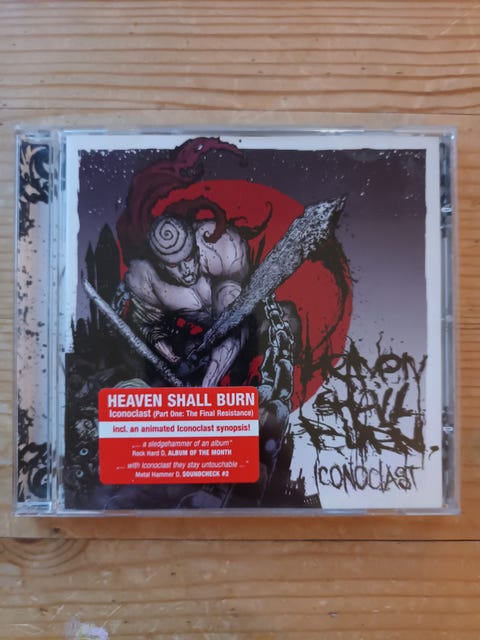 HEAVEN
SHALL
BURN
ICONOCLAST
HEAVEN SHALL BURN
Iconoclast (Part One: The Final Resistance)
incl. an animated Iconoclast synopsis!
„... a sledgehammer of an album"
Rock Hard D, ALBUM OF THE MONTH
„... with Iconoclast they stay untouchable ..."
Metal Hammer D, SOUNDCHECK #2